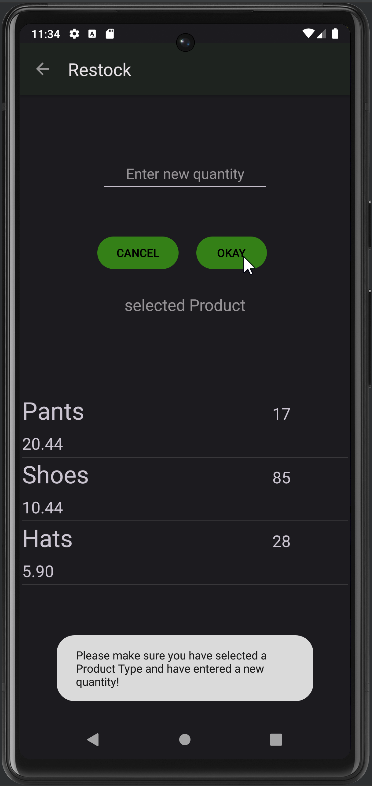 11:34
Restock
Enter new quantity
CANCEL OKAY
selected Product
Pants 17
20.44
Shoes 85
10.44
Hats 28
5.90
Please make sure you have selected a
Product Type and have entered a new
quantity!